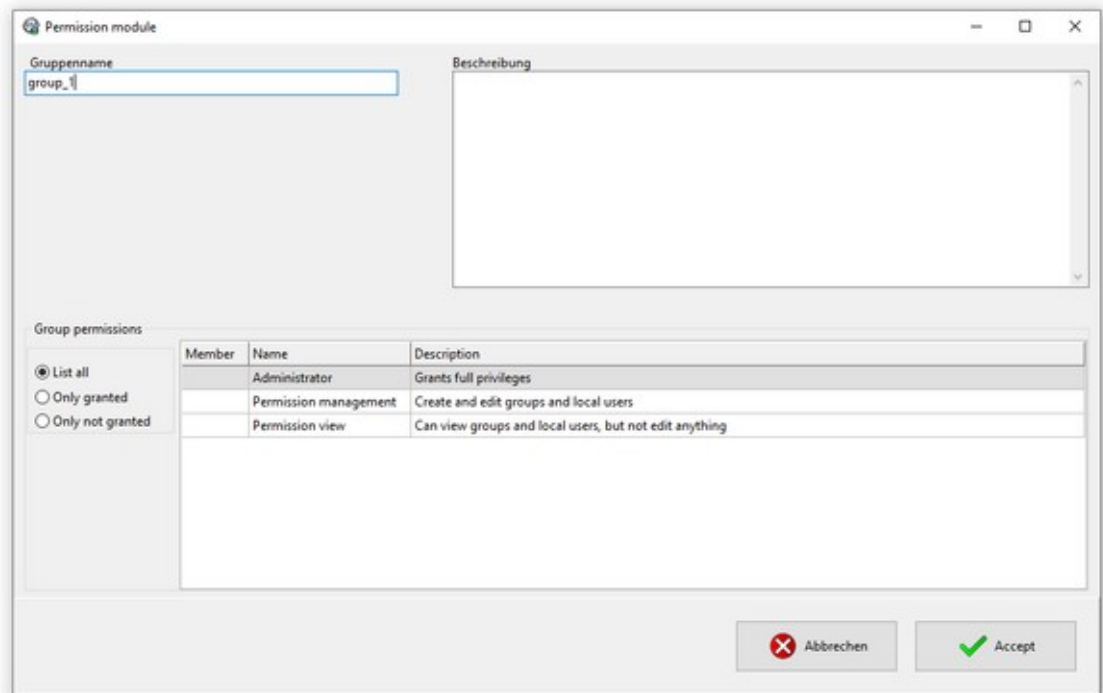 Permission module
Gruppenname
Beschreibung
group_1
Group permissions
Member Name Description
List all
Administrator Grants full privileges
Only granted
Permission management Create and edit groups and local users
Only not granted
Permission view Can view groups and local users, but not edit anything
Abbrechen
Accept